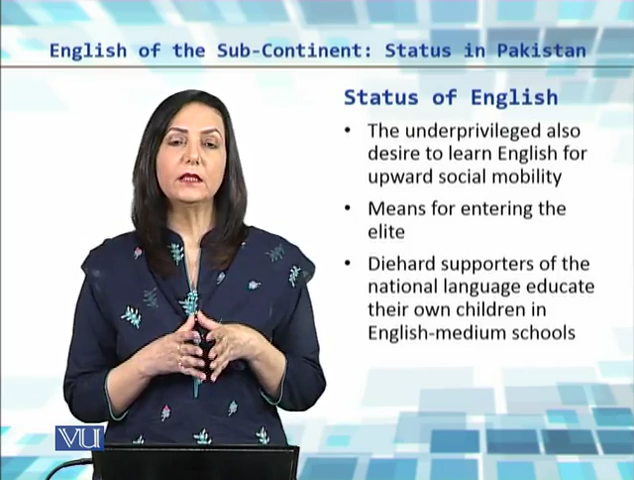 English of the Sub-Continent: Status in Pakistan
Status of English
• The underprivileged also
desire to learn English for
upward social mobility
• Means for entering the
elite
• Diehard supporters of the
national language educate
their own children in
English-medium schools
VU